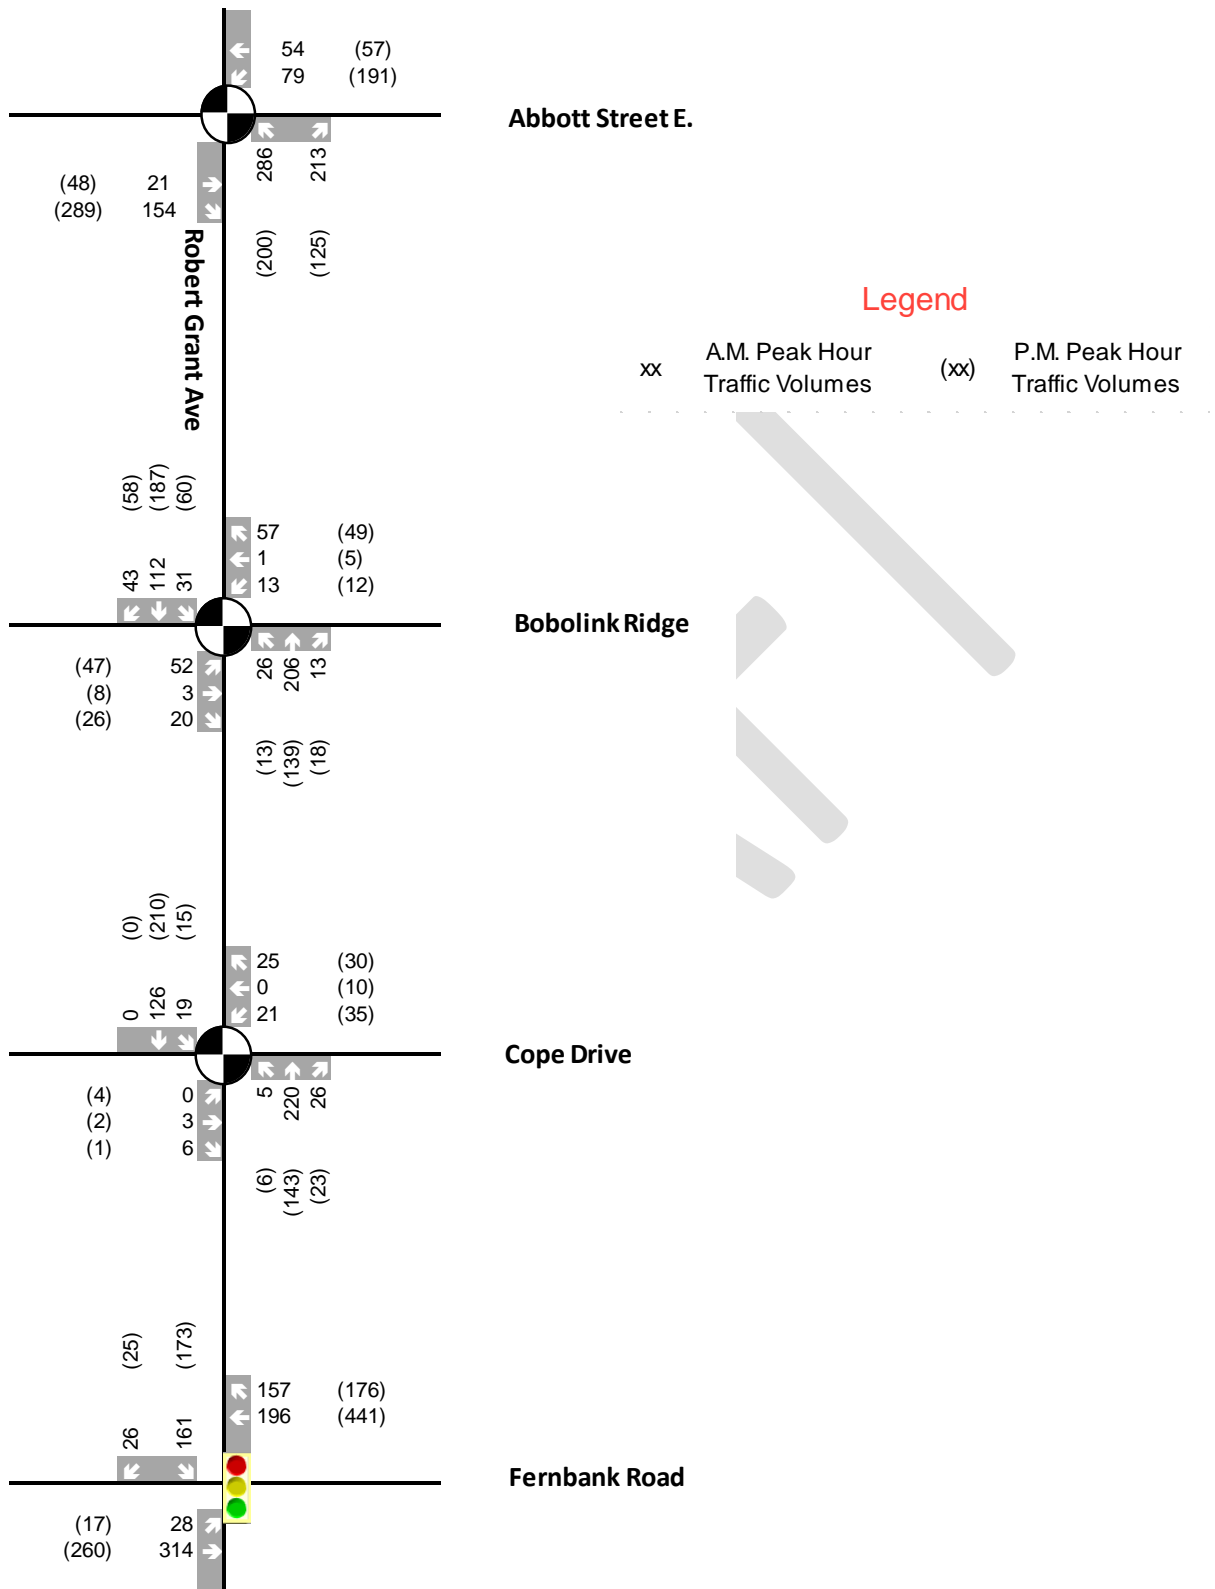 54 (57)
79 (191)
Abbott Street E.
286 213
(48) 21
(289) 154
(200) (125)
Robert Grant Ave
Legend
xx A.M. Peak Hour Traffic Volumes (xx) P.M. Peak Hour Traffic Volumes
(58) (187) (60)
57 (49)
1 (5)
13 (12)
43 112 31
Bobolink Ridge
(47) 52
(8) 3
(26) 20
26 206 13
(13) (139) (18)
(0) (210) (15)
25 (30)
0 (10)
21 (35)
0 126 19
Cope Drive
(4) 0
(2) 3
(1) 6
5 220 26
(6) (143) (23)
(25) (173)
157 (176)
196 (441)
26 161
Fernbank Road
(17) 28
(260) 314